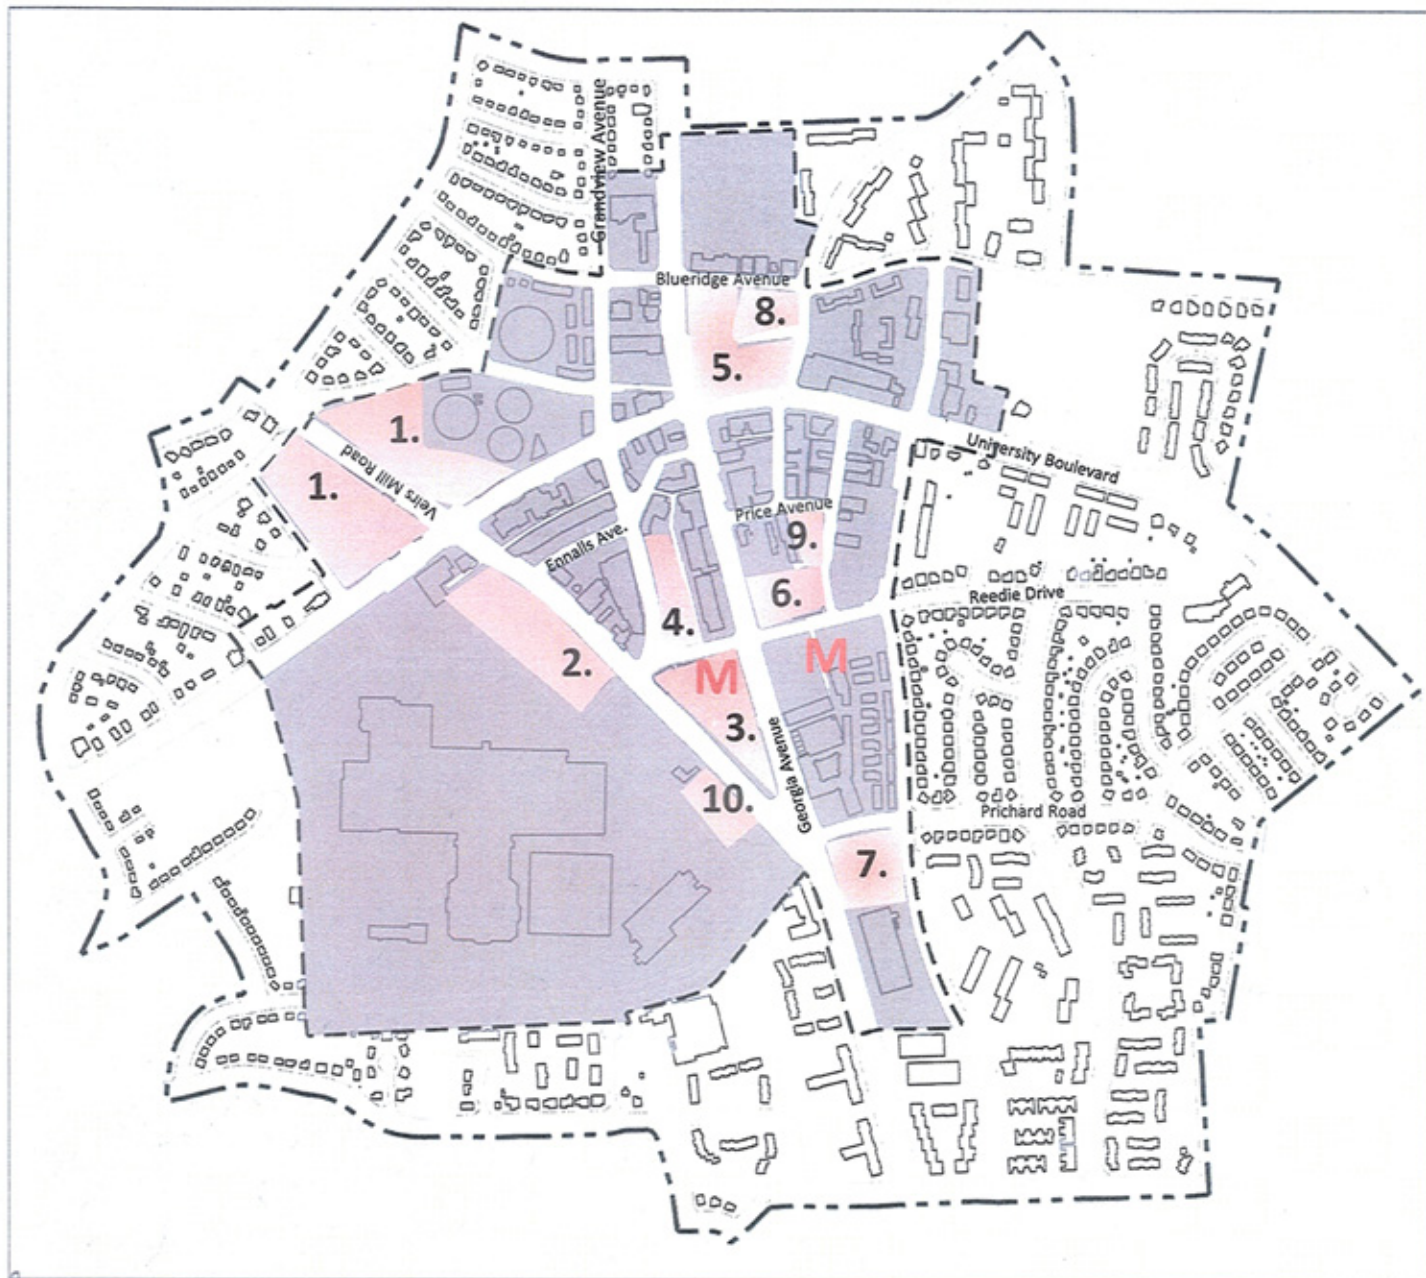 Grandview Avenue
Blueridge Avenue
8.
5.
1.
1.
Veirs Mill Road
University Boulevard
Price Avenue
Ennalls Ave.
9.
6.
Reedie Drive
4.
M
M
2.
3.
Georgia Avenue
10.
Prichard Road
7.